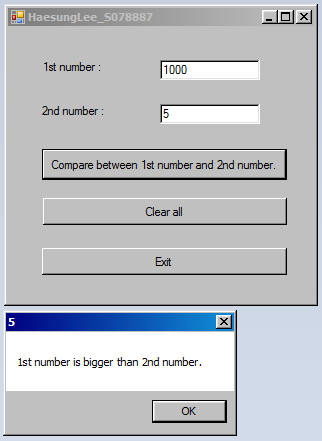 HaesungLee_S078887
1st number : 1000
2nd number : 5
Compare between 1st number and 2nd number.
Clear all
Exit
5
1st number is bigger than 2nd number.
OK